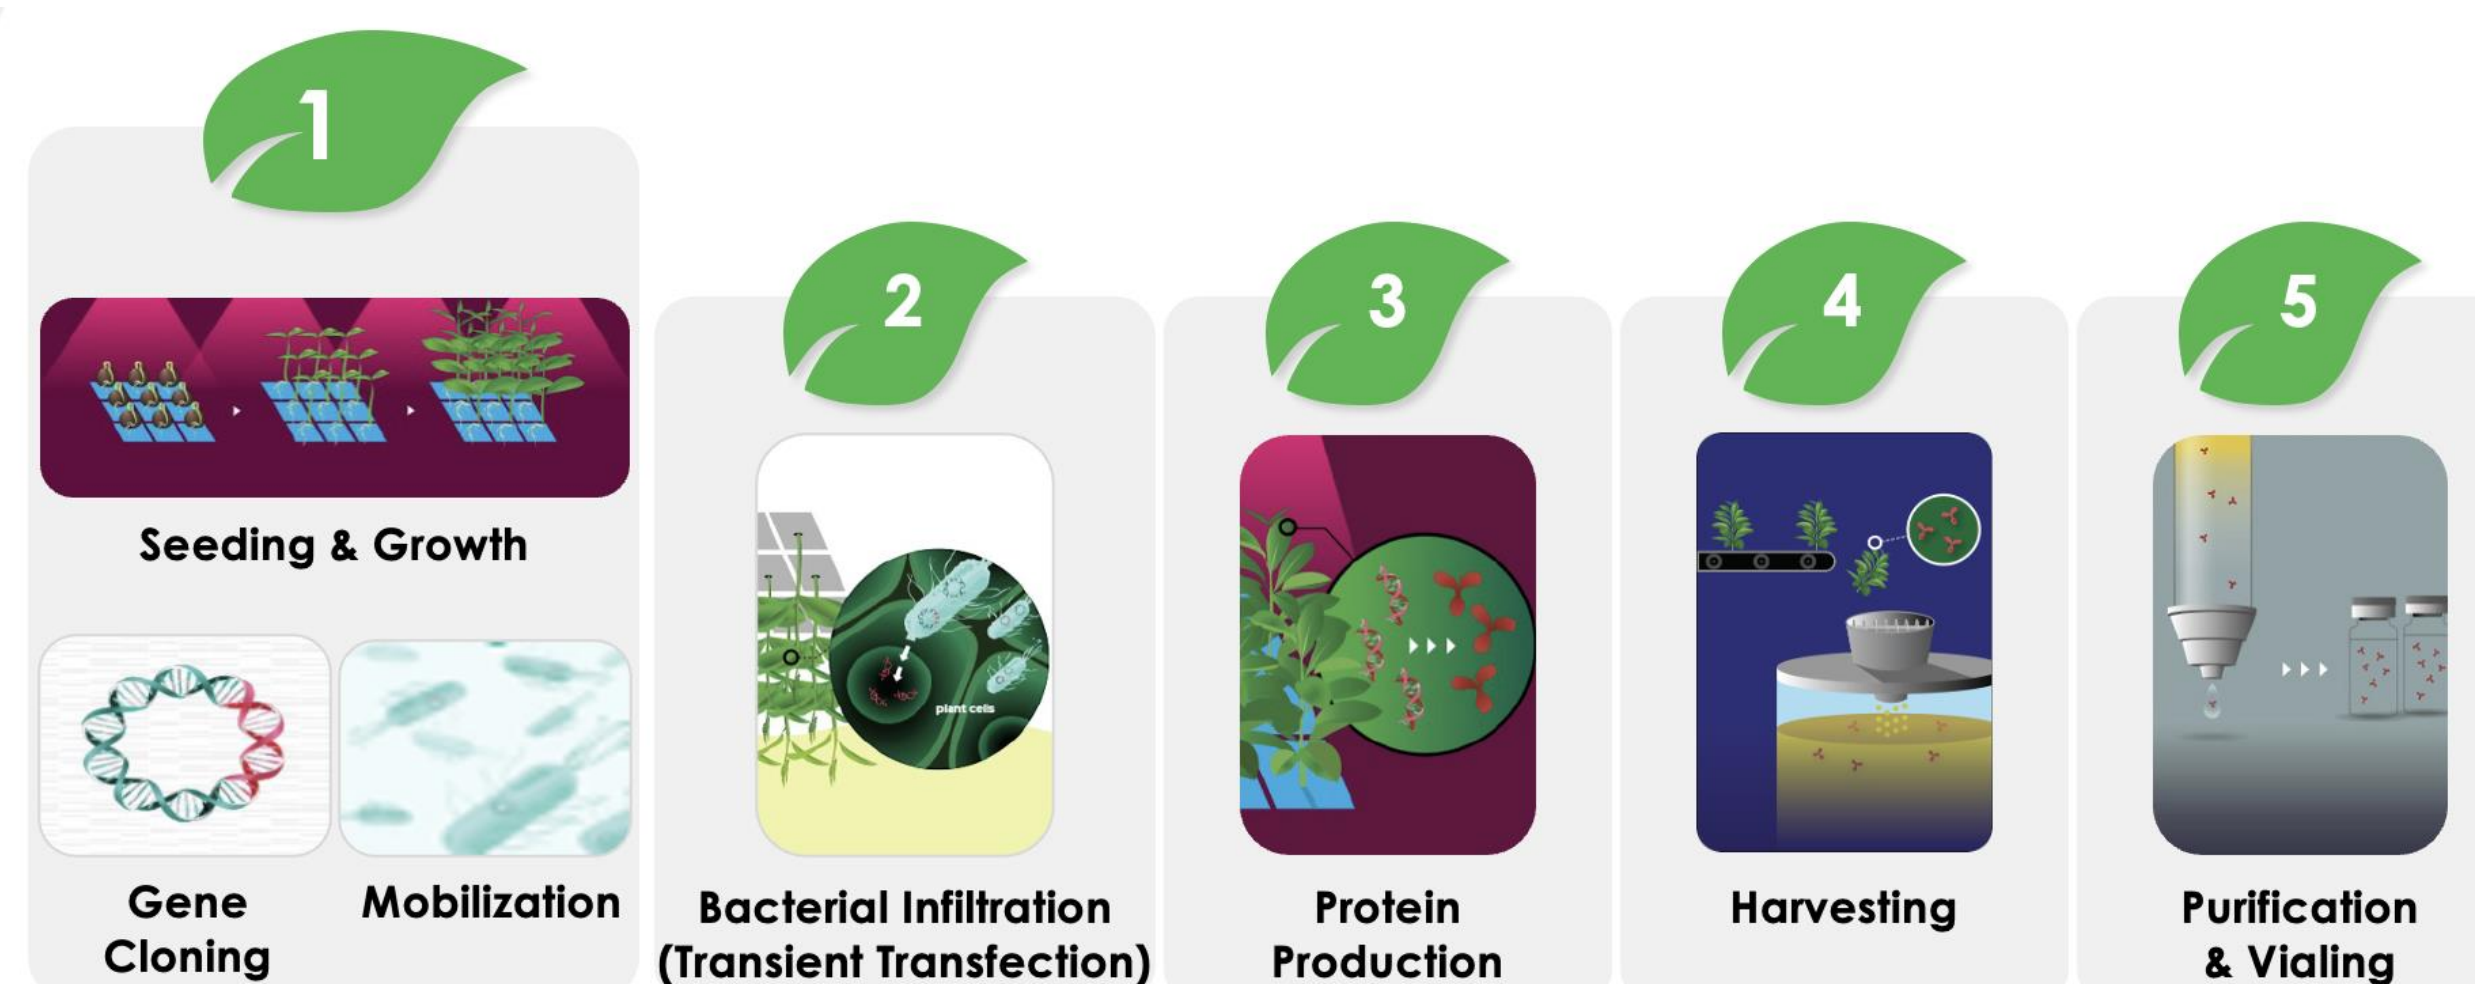 1
Seeding & Growth
Gene
Cloning
Mobilization
2
plant cells
Bacterial Infiltration
(Transient Transfection)
3
Protein
Production
4
Harvesting
5
Purification
& Vialing